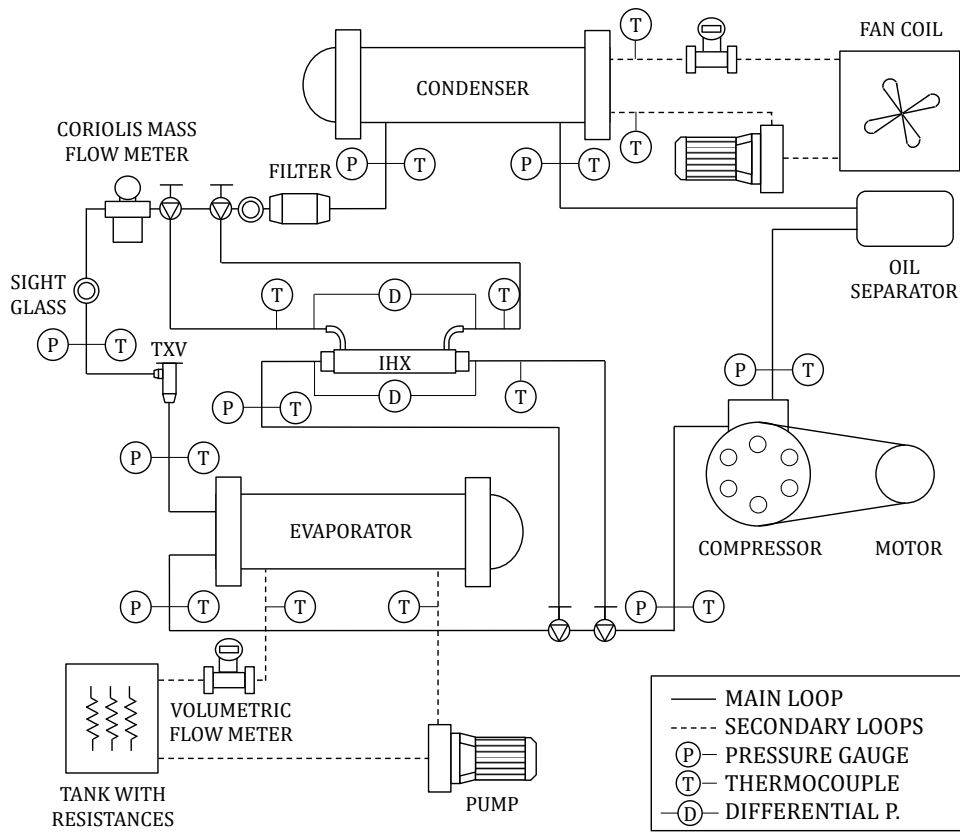 FAN COIL
T
CONDENSER
CORIOLIS MASS
FLOW METER
T
P
T
P
T
FILTER
OIL
SEPARATOR
SIGHT
GLASS
T
D
T
P
T
TXV
IHX
P
T
P
T
D
T
P
T
EVAPORATOR
COMPRESSOR
MOTOR
P
T
T
T
P
T
VOLUMETRIC
FLOW METER
TANK WITH
RESISTANCES
PUMP
MAIN LOOP
SECONDARY LOOPS
P PRESSURE GAUGE
T THERMOCOUPLE
D DIFFERENTIAL P.